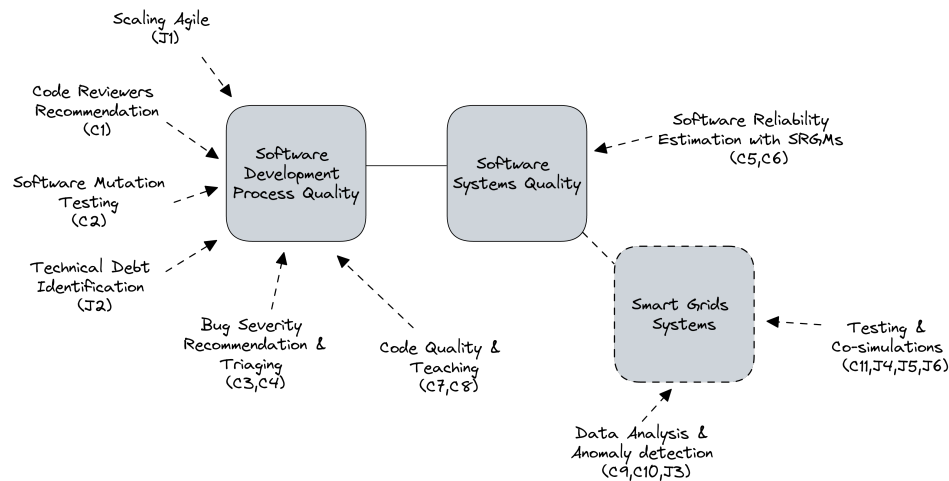 Scaling Agile
(J1)
Code Reviewers
Recommendation
(C1)
Software Mutation
Testing
(C2)
Technical Debt
Identification
(J2)
Bug Severity
Recommendation &
Triaging
(C3,C4)
Code Quality &
Teaching
(C7,C8)
Software
Development
Process Quality
Software
Systems Quality
Software Reliability
Estimation with SRGMs
(C5,C6)
Smart Grids
Systems
Testing &
Co-simulations
(C11,J4,J5,J6)
Data Analysis &
Anomaly detection
(C9,C10,J3)